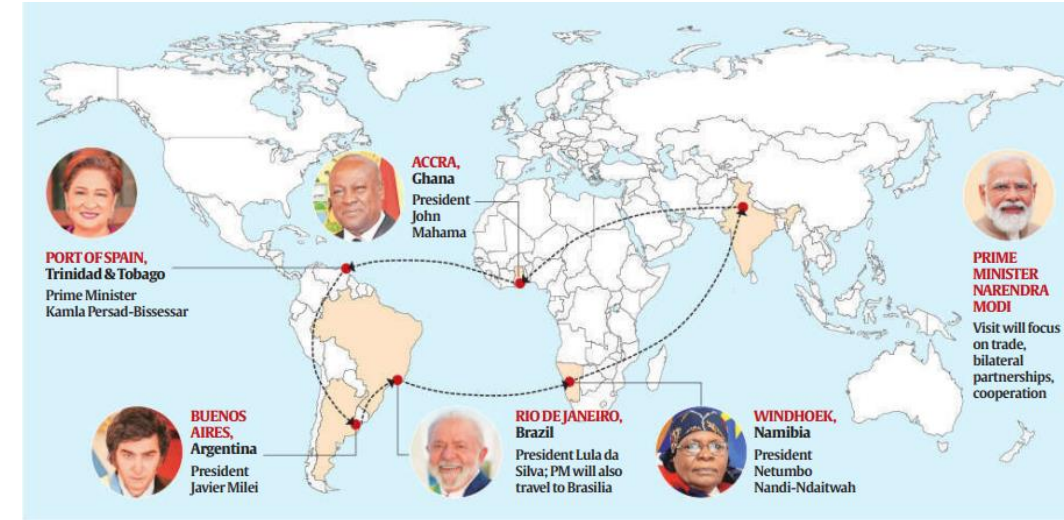 ACCRA,
Ghana
President
John
Mahama
PORT OF SPAIN,
Trinidad & Tobago
Prime Minister
Kamla Persad-Bissessar
PRIME
MINISTER
NARENDRA
MODI
Visit will focus
on trade,
bilateral
partnerships,
cooperation
BUENOS
AIRES,
Argentina
President
Javier Milei
RIO DE JANEIRO,
Brazil
President Lula da
Silva; PM will also
travel to Brasilia
WINDHOEK,
Namibia
President
Netumbo
Nandi-Ndaitwah